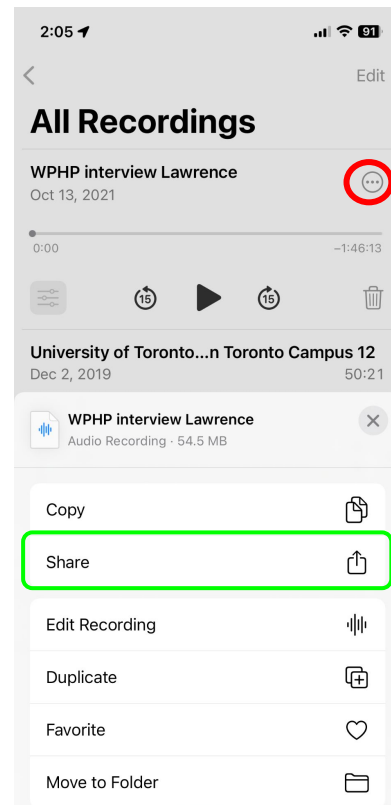 2:05
91
Edit
All Recordings
WPHP interview Lawrence
Oct 13, 2021
0:00 −1:46:13
15 15
University of Toronto...n Toronto Campus 12
Dec 2, 2019 50:21
WPHP interview Lawrence
Audio Recording · 54.5 MB
Copy
Share
Edit Recording
Duplicate
Favorite
Move to Folder